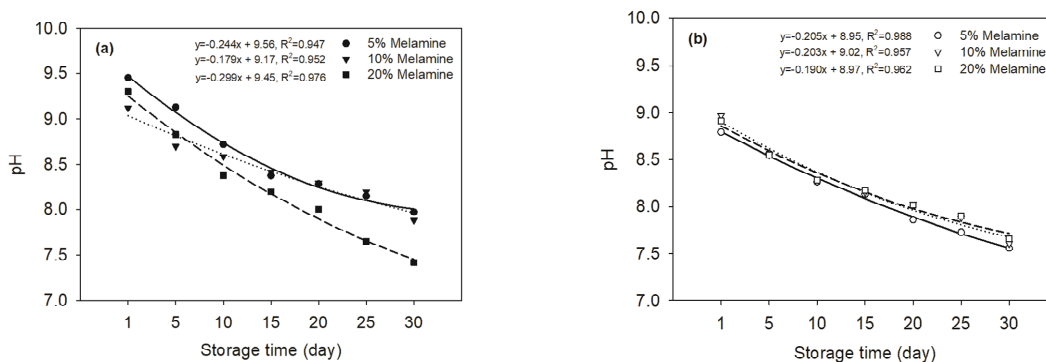 (a)
y=-0.244x + 9.56, R²=0.947 5% Melamine
y=-0.179x + 9.17, R²=0.952 10% Melamine
y=-0.299x + 9.45, R²=0.976 20% Melamine
10.0
9.5
9.0
8.5
8.0
7.5
7.0
pH
1 5 10 15 20 25 30
Storage time (day)
(b)
y=-0.205x + 8.95, R²=0.988 5% Melamine
y=-0.203x + 9.02, R²=0.957 10% Melamine
y=-0.190x + 8.97, R²=0.962 20% Melamine
10.0
9.5
9.0
8.5
8.0
7.5
7.0
pH
1 5 10 15 20 25 30
Storage time (day)